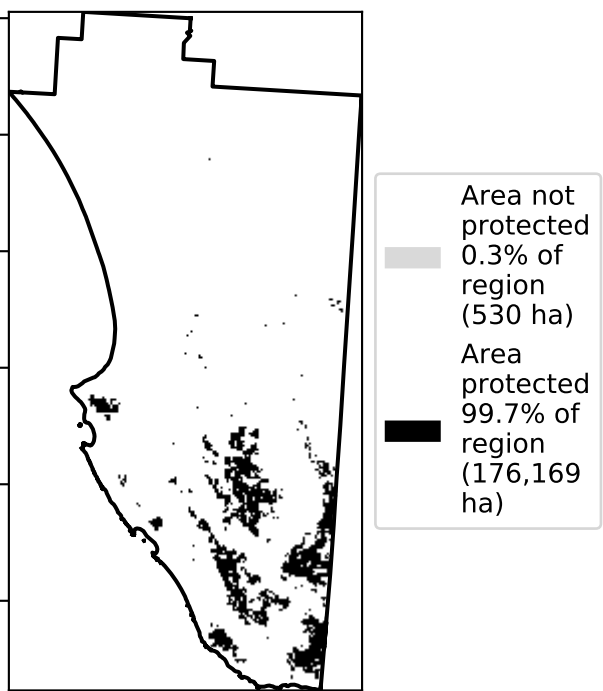 Area not
protected
0.3% of
region
(530 ha)
Area
protected
99.7% of
region
(176,169
ha)